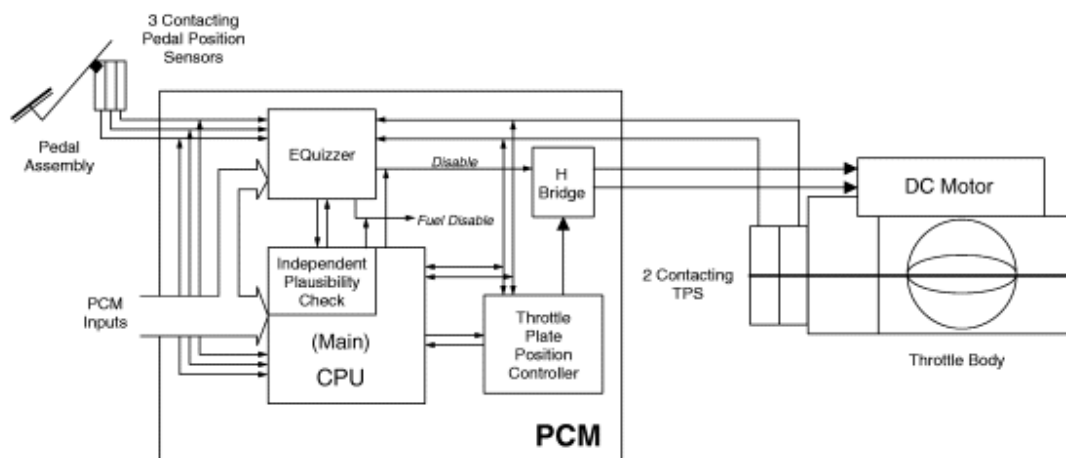 3 Contacting
Pedal Position
Sensors
Pedal
Assembly
EQuizzer
Disable
H
Bridge
DC Motor
Fuel Disable
Independent
Plausibility
Check
2 Contacting
TPS
PCM
Inputs
(Main)
CPU
Throttle
Plate
Position
Controller
Throttle Body
PCM